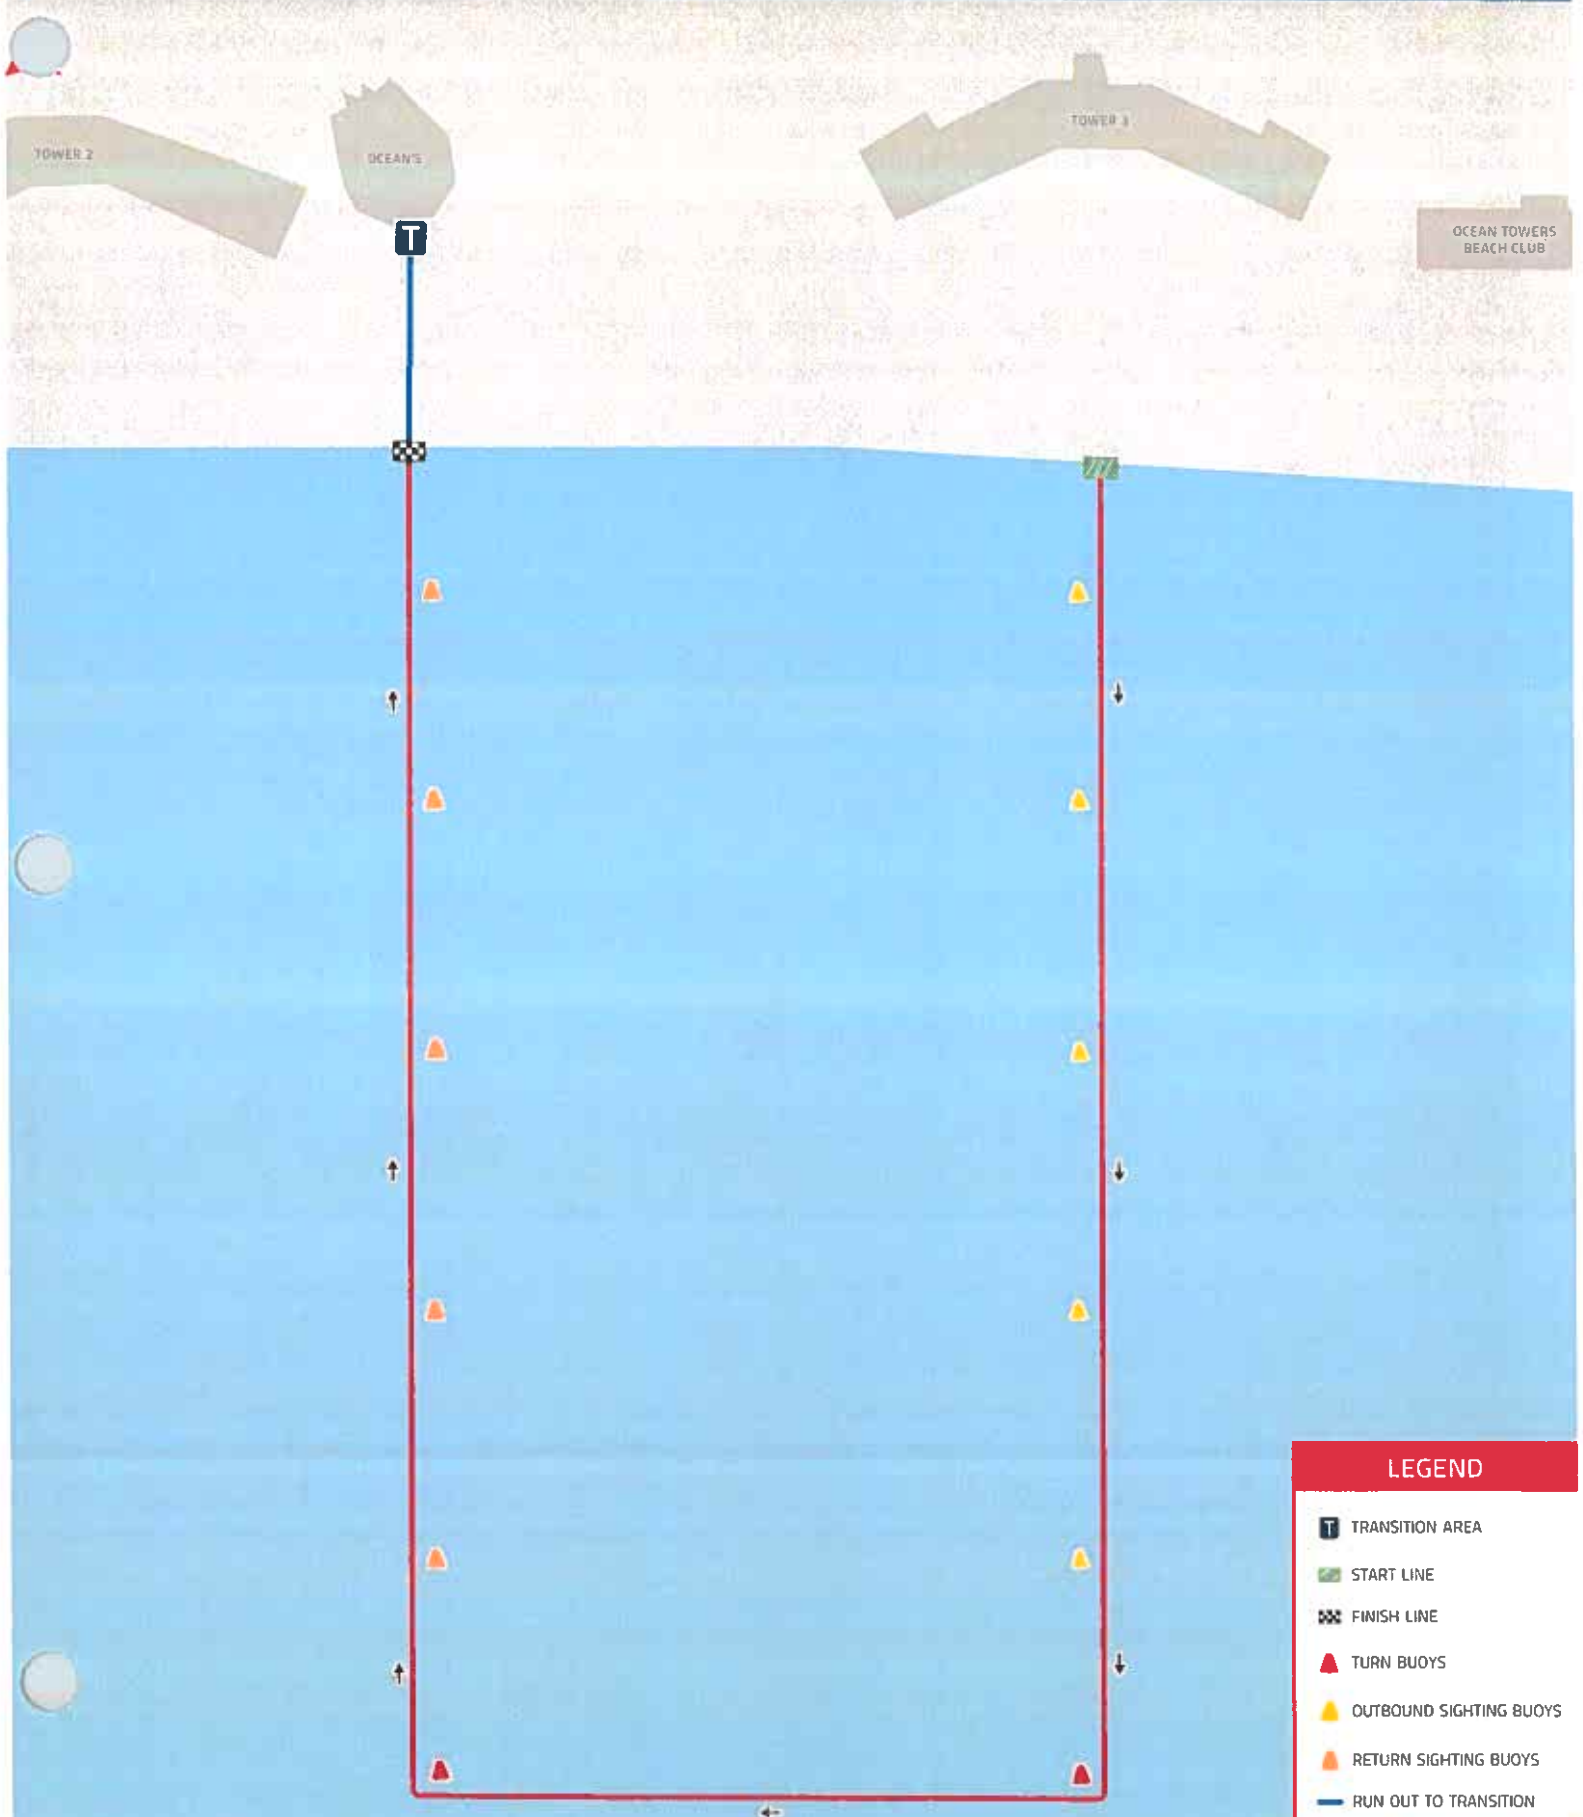 TOWER 2
OCEAN'S
TOWER 3
OCEAN TOWERS
BEACH CLUB
T
LEGEND
T TRANSITION AREA
START LINE
FINISH LINE
TURN BUOYS
OUTBOUND SIGHTING BUOYS
RETURN SIGHTING BUOYS
RUN OUT TO TRANSITION